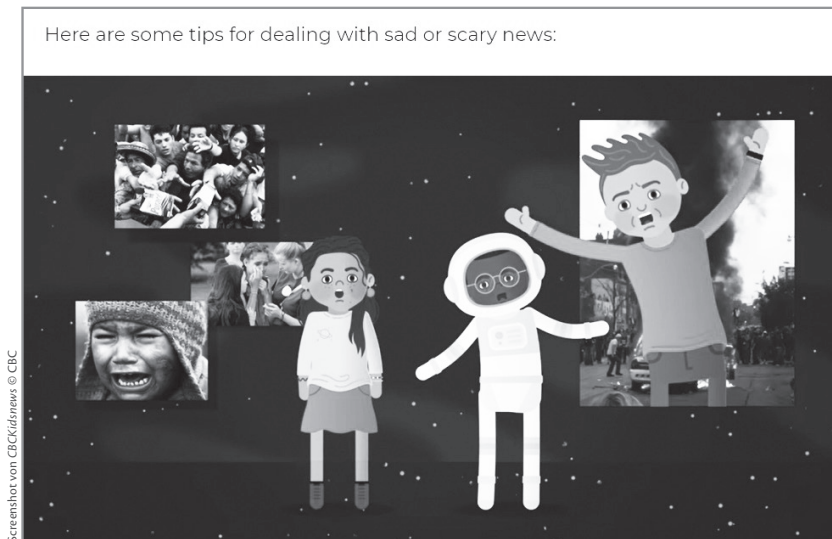 Here are some tips for dealing with sad or scary news:
Screenshot von CBCKidsnews © CBC